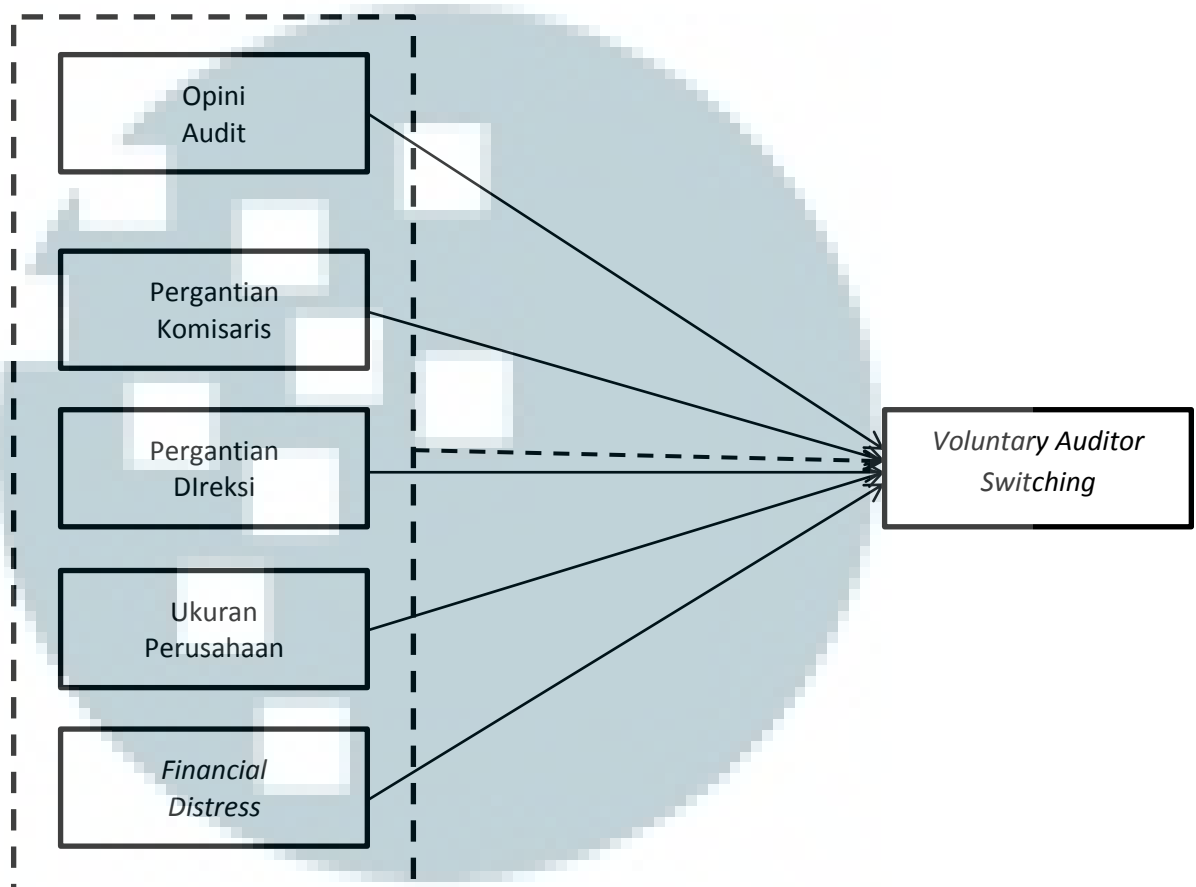 Opini
Audit
Pergantian
Komisaris
Pergantian
DIreksi
Ukuran
Perusahaan
Financial
Distress
Voluntary Auditor
Switching